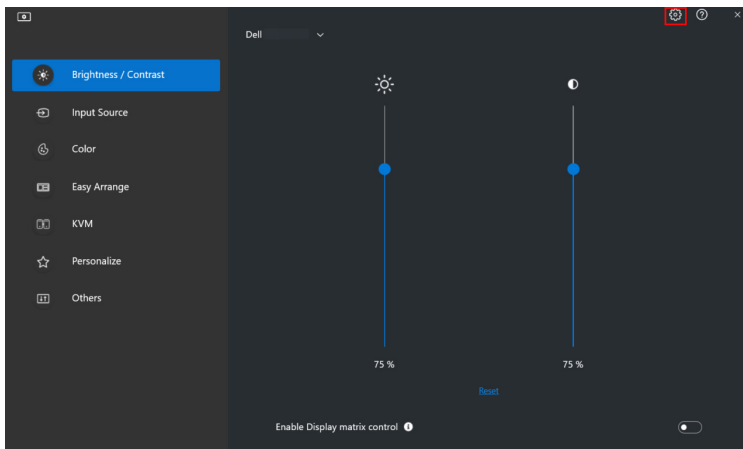 Dell
Brightness / Contrast
Input Source
Color
Easy Arrange
KVM
Personalize
Others
75 %
75 %
Reset
Enable Display matrix control